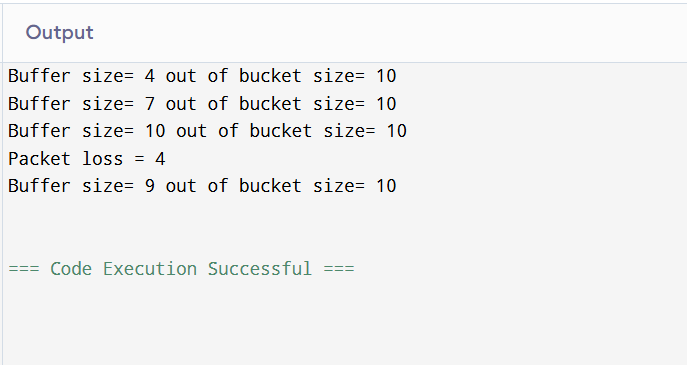 Output
Buffer size= 4 out of bucket size= 10
Buffer size= 7 out of bucket size= 10
Buffer size= 10 out of bucket size= 10
Packet loss = 4
Buffer size= 9 out of bucket size= 10
=== Code Execution Successful ===